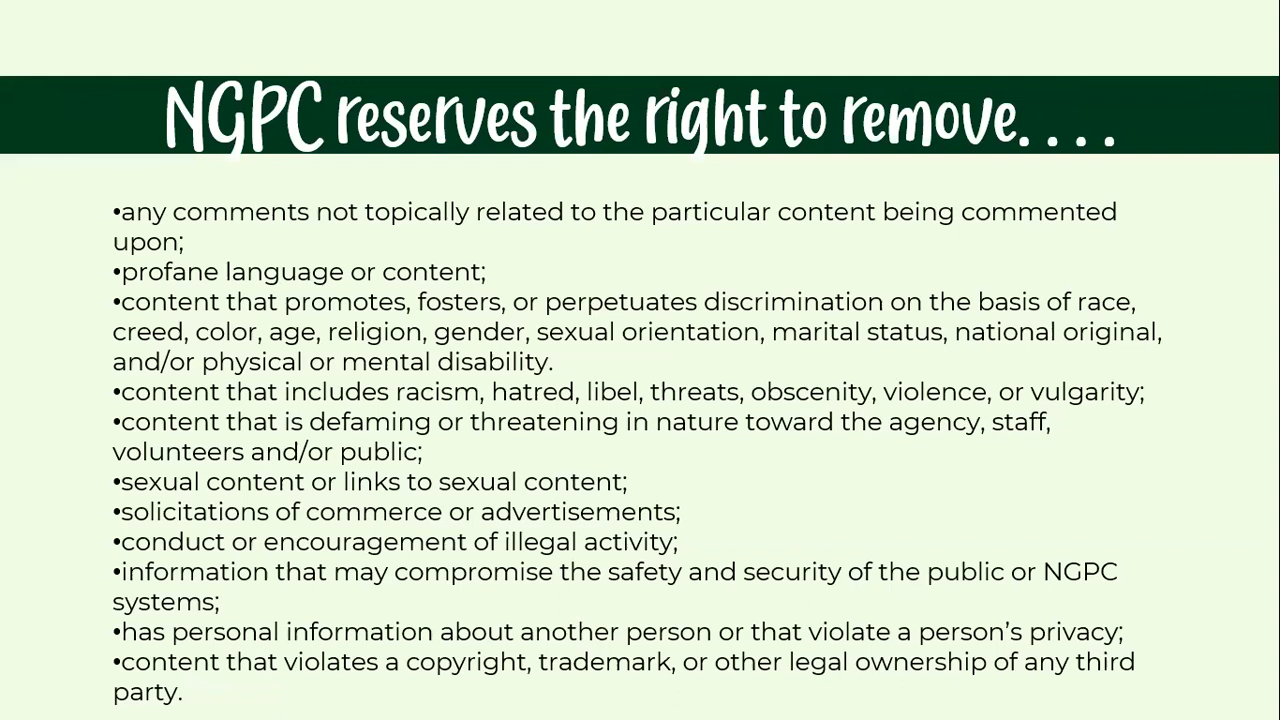 NGPC reserves the right to remove. . . .
•any comments not topically related to the particular content being commented
upon;
•profane language or content;
•content that promotes, fosters, or perpetuates discrimination on the basis of race,
creed, color, age, religion, gender, sexual orientation, marital status, national original,
and/or physical or mental disability.
•content that includes racism, hatred, libel, threats, obscenity, violence, or vulgarity;
•content that is defaming or threatening in nature toward the agency, staff,
volunteers and/or public;
•sexual content or links to sexual content;
•solicitations of commerce or advertisements;
•conduct or encouragement of illegal activity;
•information that may compromise the safety and security of the public or NGPC
systems;
•has personal information about another person or that violate a person’s privacy;
•content that violates a copyright, trademark, or other legal ownership of any third
party.